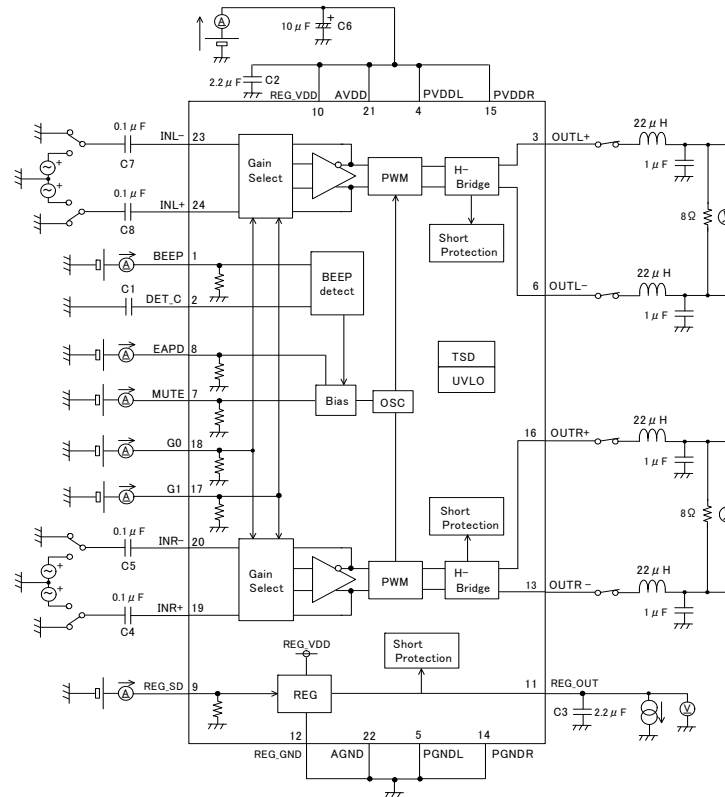 A
10μF
C6
2.2μF
C2
REG_VDD
AVDD
PVDDL
PVDDR
10
21
4
15
0.1μF
INL-
23
C7
+
+
0.1μF
INL+
24
C8
Gain
Select
PWM
H-
Bridge
Short
Protection
3
OUTL+
22μH
1μF
8Ω
6
OUTL-
22μH
1μF
A
BEEP
1
BEEP
detect
C1
DET_C
2
A
EAPD
8
A
MUTE
7
Bias
OSC
TSD
UVLO
A
G0
18
A
G1
17
16
OUTR+
22μH
1μF
8Ω
0.1μF
INR-
20
C5
+
+
0.1μF
INR+
19
C4
Gain
Select
PWM
Short
Protection
H-
Bridge
13
OUTR-
22μH
1μF
REG_VDD
Short
Protection
A
REG_SD
9
REG
11
REG_OUT
C3
2.2μF
V
12
22
5
14
REG_GND
AGND
PGNDL
PGNDR